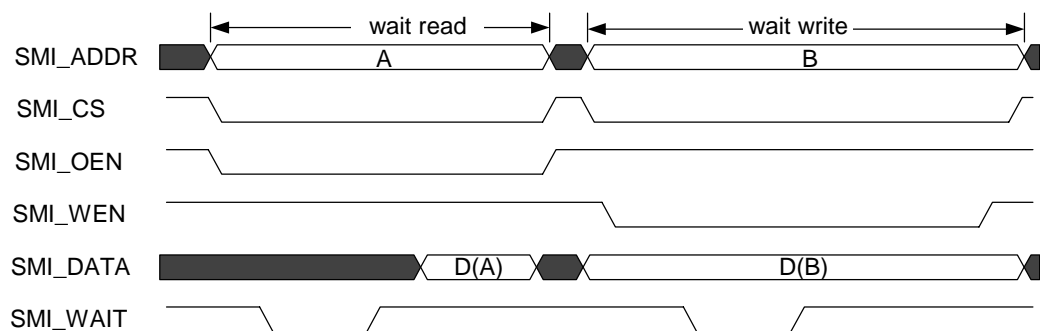 wait read wait write
SMI_ADDR A B
SMI_CS
SMI_OEN
SMI_WEN
SMI_DATA D(A) D(B)
SMI_WAIT